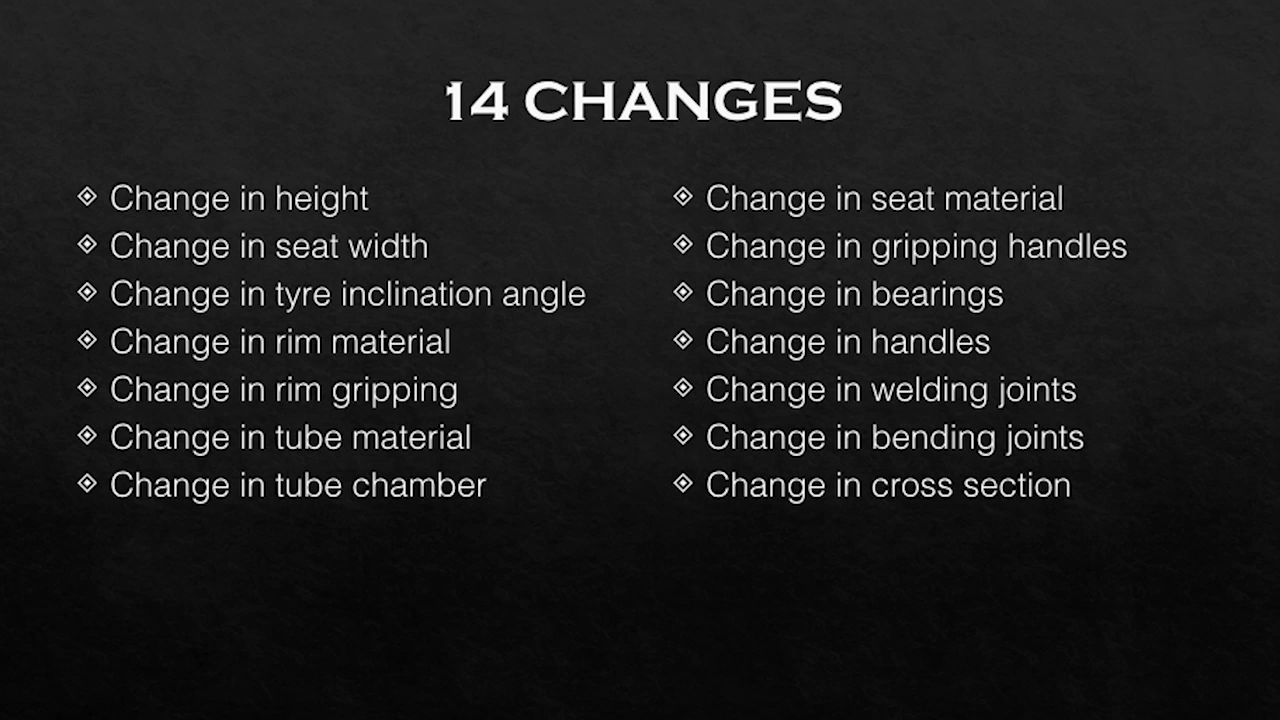 14 CHANGES
Change in height
Change in seat width
Change in tyre inclination angle
Change in rim material
Change in rim gripping
Change in tube material
Change in tube chamber
Change in seat material
Change in gripping handles
Change in bearings
Change in handles
Change in welding joints
Change in bending joints
Change in cross section